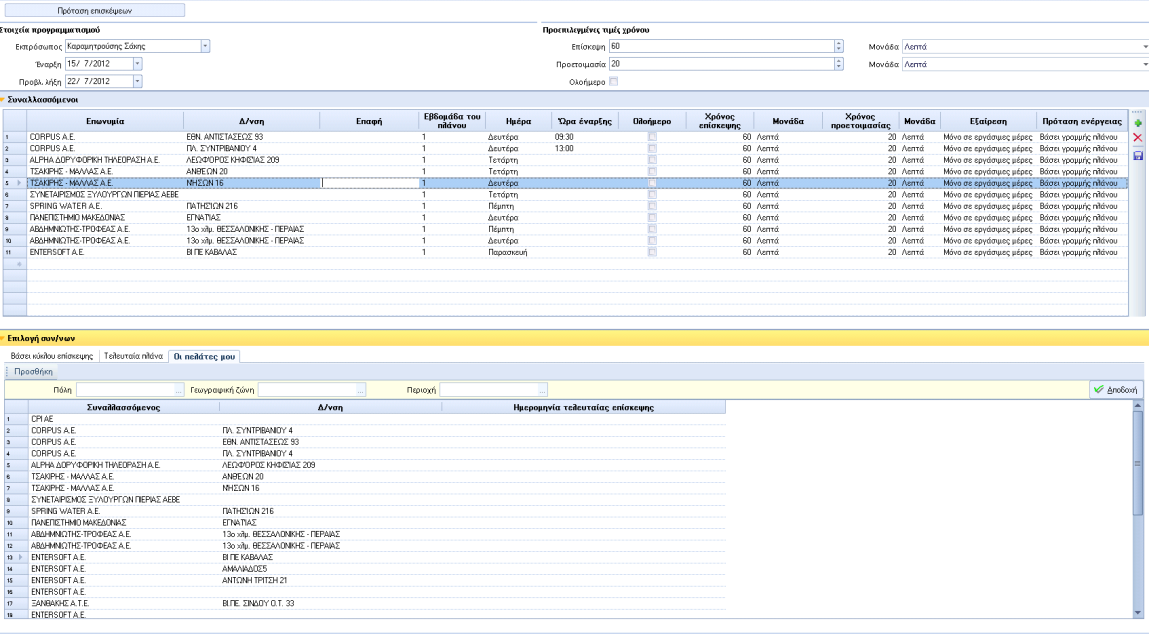 Πρόταση επισκέψεων
Στοιχεία προγραμματισμού Προεπιλεγμένες τιμές χρόνου
Εκπρόσωπος Καραμητρούσης Σάκης Επίσκεψη 60 Μονάδα Λεπτά
Έναρξη 15/ 7/2012 Προετοιμασία 20 Μονάδα Λεπτά
Προβλ. λήξη 22/ 7/2012 Ολοήμερο
Συναλλασσόμενοι
Επωνυμία Δ/νση Επαφή Εβδομάδα του πλάνου Ημέρα Ώρα έναρξης Ολοήμερο Χρόνος επίσκεψης Μονάδα Χρόνος προετοιμασίας Μονάδα Εξαίρεση Πρόταση ενέργειας
1 CORPUS A.E. ΕΘΝ. ΑΝΤΙΣΤΑΣΕΩΣ 93 1 Δευτέρα 09:30 60 Λεπτά 20 Λεπτά Μόνο σε εργάσιμες μέρες Βάσει γραμμής πλάνου
2 CORPUS A.E. ΠΛ. ΣΥΝΤΡΙΒΑΝΙΟΥ 4 1 Δευτέρα 13:00 60 Λεπτά 20 Λεπτά Μόνο σε εργάσιμες μέρες Βάσει γραμμής πλάνου
3 ALPHA ΔΟΡΥΦΟΡΙΚΗ ΤΗΛΕΟΡΑΣΗ Α.Ε. ΛΕΩΦΌΡΟΣ ΚΗΦΙΣΊΑΣ 209 1 Τετάρτη 60 Λεπτά 20 Λεπτά Μόνο σε εργάσιμες μέρες Βάσει γραμμής πλάνου
4 ΤΣΑΚΙΡΗΣ - ΜΑΛΛΑΣ Α.Ε. ΑΝΘΈΩΝ 20 1 Τετάρτη 60 Λεπτά 20 Λεπτά Μόνο σε εργάσιμες μέρες Βάσει γραμμής πλάνου
5 ΤΣΑΚΙΡΗΣ - ΜΑΛΛΑΣ Α.Ε. ΝΉΣΩΝ 16 1 Δευτέρα 60 Λεπτά 20 Λεπτά Μόνο σε εργάσιμες μέρες Βάσει γραμμής πλάνου
6 ΣΥΝΕΤΑΙΡΙΣΜΟΣ ΞΥΛΟΥΡΓΩΝ ΠΙΕΡΙΑΣ ΑΕΒΕ 1 Τετάρτη 60 Λεπτά 20 Λεπτά Μόνο σε εργάσιμες μέρες Βάσει γραμμής πλάνου
7 SPRING WATER A.E. ΠΑΤΗΣΊΩΝ 216 1 Πέμπτη 60 Λεπτά 20 Λεπτά Μόνο σε εργάσιμες μέρες Βάσει γραμμής πλάνου
8 ΠΑΝΕΠΙΣΤΗΜΙΟ ΜΑΚΕΔΟΝΙΑΣ ΕΓΝΑΤΊΑΣ 1 Δευτέρα 60 Λεπτά 20 Λεπτά Μόνο σε εργάσιμες μέρες Βάσει γραμμής πλάνου
9 ΑΒΔΗΜΝΙΩΤΗΣ-ΤΡΟΦΕΑΣ Α.Ε. 13ο χλμ. ΘΕΣΣΑΛΟΝΙΚΗΣ - ΠΕΡΑΙΑΣ 1 Πέμπτη 60 Λεπτά 20 Λεπτά Μόνο σε εργάσιμες μέρες Βάσει γραμμής πλάνου
10 ΑΒΔΗΜΝΙΩΤΗΣ-ΤΡΟΦΕΑΣ Α.Ε. 13ο χλμ. ΘΕΣΣΑΛΟΝΙΚΗΣ - ΠΕΡΑΙΑΣ 1 Δευτέρα 60 Λεπτά 20 Λεπτά Μόνο σε εργάσιμες μέρες Βάσει γραμμής πλάνου
11 ENTERSOFT A.E. ΒΙ ΠΕ ΚΑΒΑΛΑΣ 1 Παρασκευή 60 Λεπτά 20 Λεπτά Μόνο σε εργάσιμες μέρες Βάσει γραμμής πλάνου
Επιλογή συν/νων
Βάσει κύκλου επίσκεψης Τελευταία πλάνα Οι πελάτες μου
Προσθήκη
Πόλη ... Γεωγραφική ζώνη ... Περιοχή ... Αποδοχή
Συναλλασσόμενος Δ/νση Ημερομηνία τελευταίας επίσκεψης
1 CPI AE
2 CORPUS A.E. ΠΛ. ΣΥΝΤΡΙΒΑΝΙΟΥ 4
3 CORPUS A.E. ΕΘΝ. ΑΝΤΙΣΤΑΣΕΩΣ 93
4 CORPUS A.E. ΠΛ. ΣΥΝΤΡΙΒΑΝΙΟΥ 4
5 ALPHA ΔΟΡΥΦΟΡΙΚΗ ΤΗΛΕΟΡΑΣΗ Α.Ε. ΛΕΩΦΌΡΟΣ ΚΗΦΙΣΊΑΣ 209
6 ΤΣΑΚΙΡΗΣ - ΜΑΛΛΑΣ Α.Ε. ΑΝΘΈΩΝ 20
7 ΤΣΑΚΙΡΗΣ - ΜΑΛΛΑΣ Α.Ε. ΝΉΣΩΝ 16
8 ΣΥΝΕΤΑΙΡΙΣΜΟΣ ΞΥΛΟΥΡΓΩΝ ΠΙΕΡΙΑΣ ΑΕΒΕ
9 SPRING WATER A.E. ΠΑΤΗΣΊΩΝ 216
10 ΠΑΝΕΠΙΣΤΗΜΙΟ ΜΑΚΕΔΟΝΙΑΣ ΕΓΝΑΤΊΑΣ
11 ΑΒΔΗΜΝΙΩΤΗΣ-ΤΡΟΦΕΑΣ Α.Ε. 13ο χλμ. ΘΕΣΣΑΛΟΝΙΚΗΣ - ΠΕΡΑΙΑΣ
12 ΑΒΔΗΜΝΙΩΤΗΣ-ΤΡΟΦΕΑΣ Α.Ε. 13ο χλμ. ΘΕΣΣΑΛΟΝΙΚΗΣ - ΠΕΡΑΙΑΣ
13 ENTERSOFT A.E. ΒΙ ΠΕ ΚΑΒΑΛΑΣ
14 ENTERSOFT A.E. ΑΜΑΛΙΑΔΟΣ5
15 ENTERSOFT A.E. ΑΝΤΩΝΗ ΤΡΙΤΣΗ 21
16 ENTERSOFT A.E.
17 ΞΑΝΘΑΚΗΣ Α.Τ.Ε. ΒΙ.ΠΕ. ΣΙΝΔΟΥ Ο.Τ. 33
18 ENTERSOFT A.E.